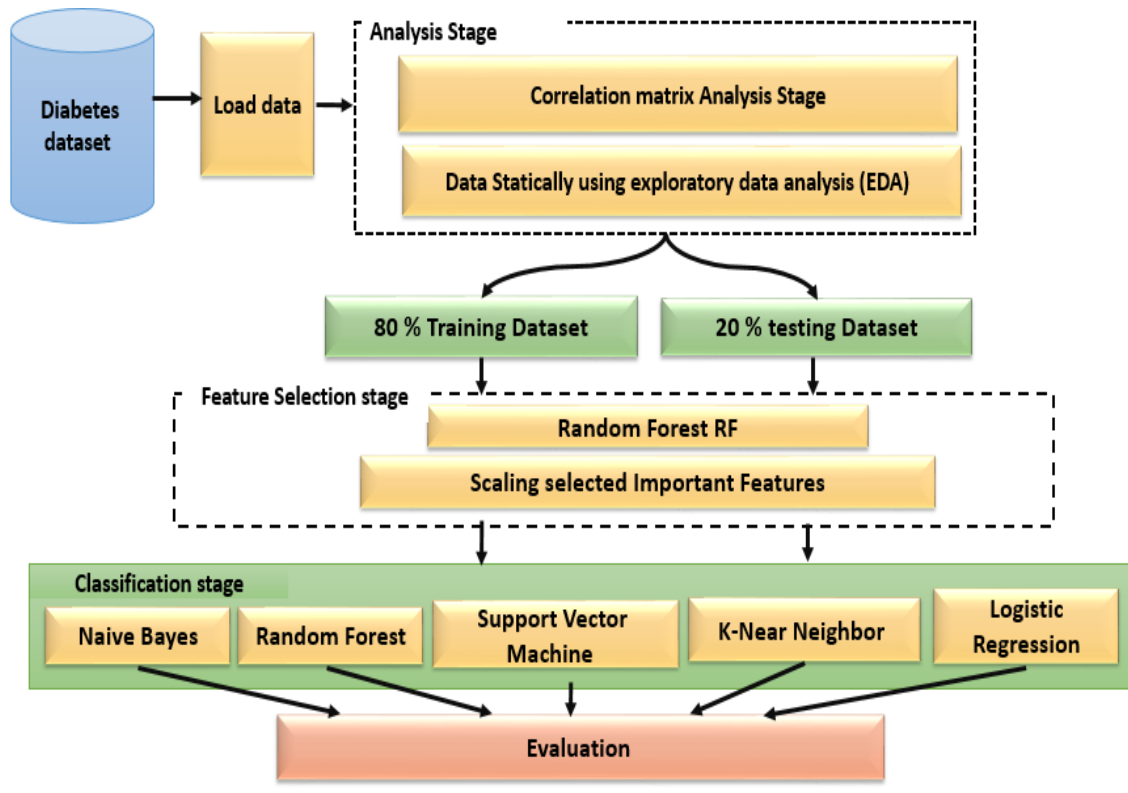 Analysis Stage
Diabetes
dataset
Load data
Correlation matrix Analysis Stage
Data Statically using exploratory data analysis (EDA)
80 % Training Dataset
20 % testing Dataset
Feature Selection stage
Random Forest RF
Scaling selected Important Features
Classification stage
Naive Bayes
Random Forest
Support Vector
Machine
K-Near Neighbor
Logistic
Regression
Evaluation